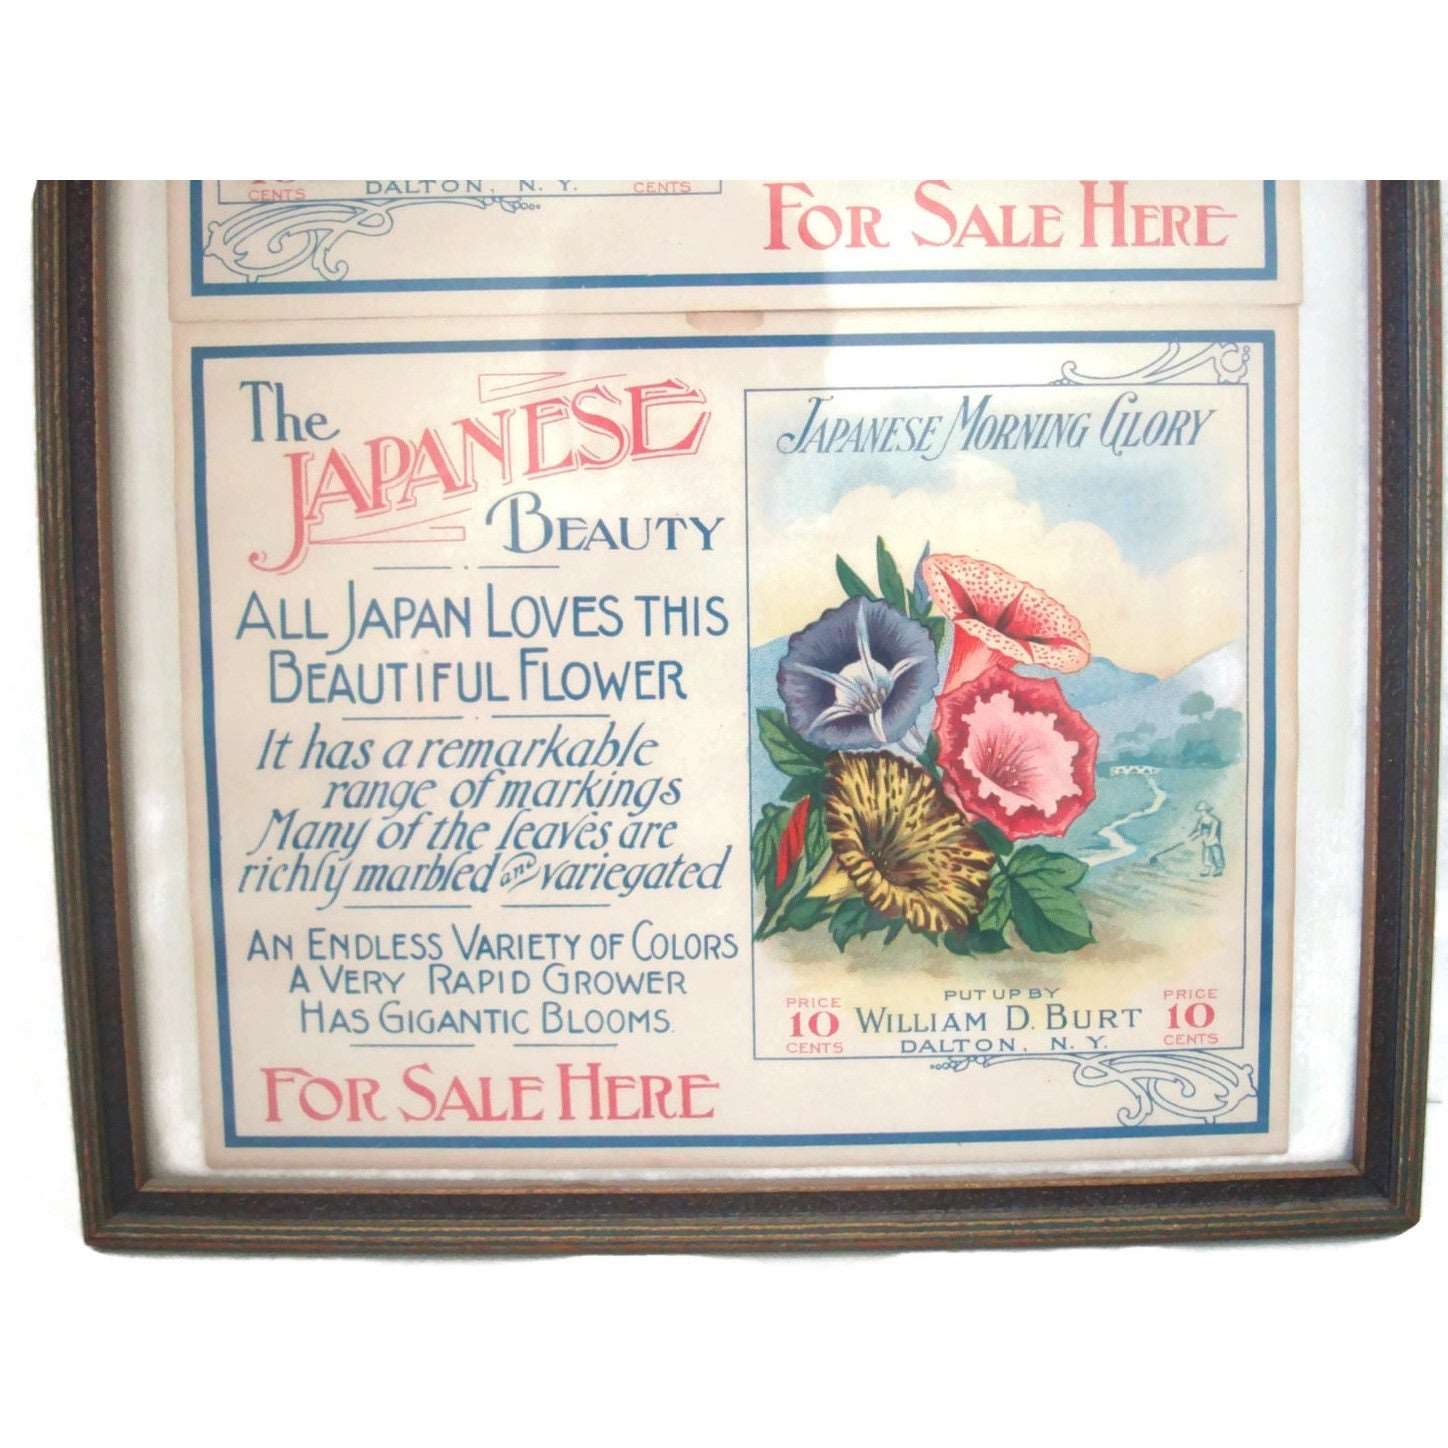 CENTS
DALTON, N. Y.
CENTS
FOR SALE HERE
The
JAPANESE
BEAUTY
ALL JAPAN LOVES THIS
BEAUTIFUL FLOWER
It has a remarkable
range of markings
Many of the leaves are
richly marbled and variegated
AN ENDLESS VARIETY OF COLORS
A VERY RAPID GROWER
HAS GIGANTIC BLOOMS.
FOR SALE HERE
JAPANESE MORNING GLORY
PRICE
10
CENTS
PUT UP BY
WILLIAM D. BURT
DALTON, N. Y.
PRICE
10
CENTS